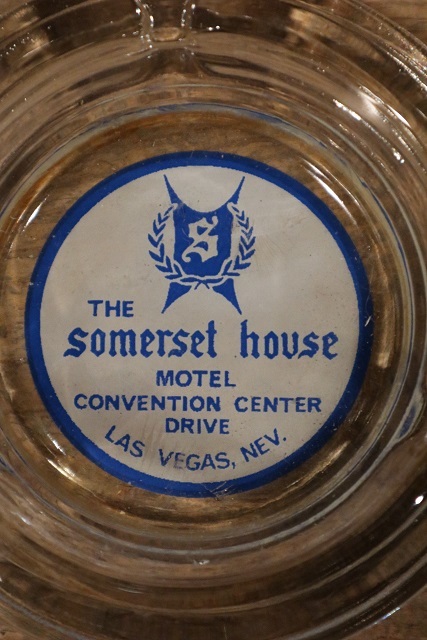 S
THE
somerset house
MOTEL
CONVENTION CENTER
DRIVE
LAS VEGAS, NEV.